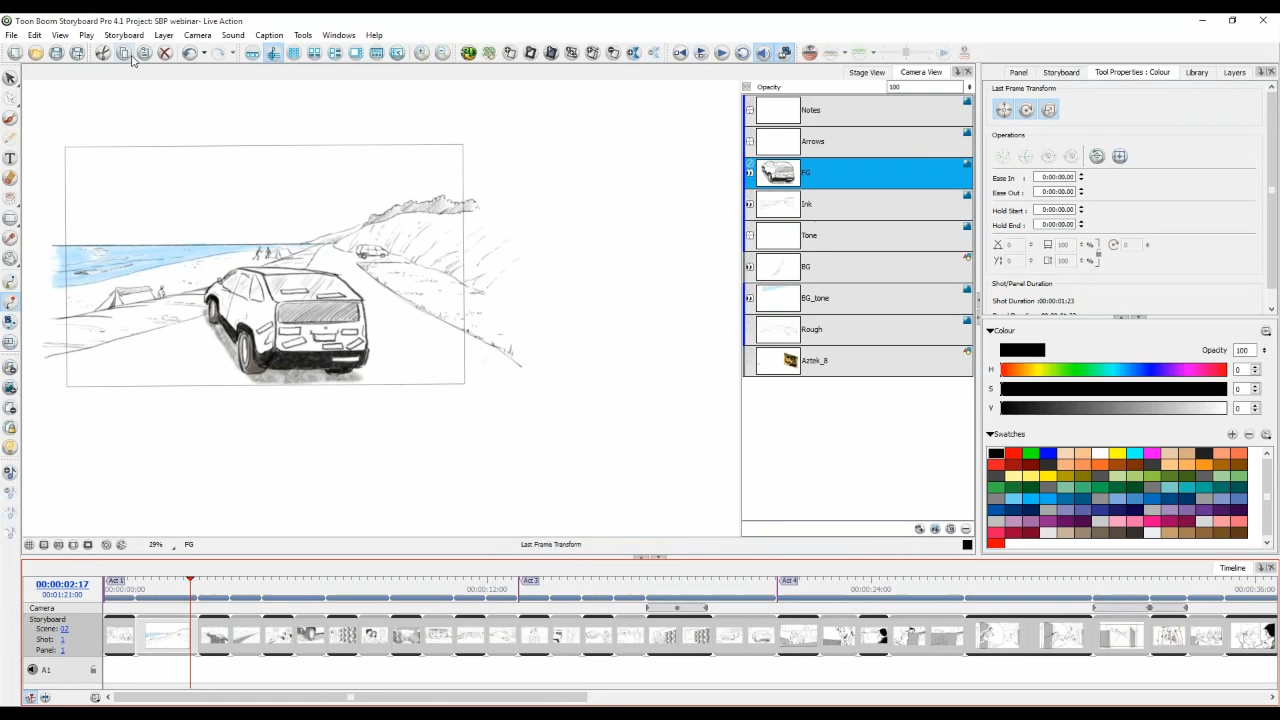 Toon Boom Storyboard Pro 4.1 Project: SBP webinar- Live Action
File Edit View Play Storyboard Layer Camera Sound Caption Tools Windows Help
Stage View Camera View
Panel Storyboard Tool Properties : Colour Library Layers
Opacity 100
Notes
Arrows
FG
Ink
Tone
BG
BG_tone
Rough
Aztek_8
Last Frame Transform
Operations
Ease In : 0:00:00.00
Ease Out : 0:00:00.00
Hold Start : 0:00:00.00
Hold End : 0:00:00.00
X 0 100 % 0
Y 0 100 %
Shot/Panel Duration
Shot Duration :00:00:01:23
Colour
Opacity 100
H 0
S 0
V 0
Swatches
29% FG Last Frame Transform
Timeline
00:00:02:17
00:01:21:00
Act 1 Act 3 Act 4
00:00:00:00 00:00:12:00 00:00:24:00 00:00:36:00
Camera
Storyboard
Scene: 02
Shot: 1
Panel: 1
A1